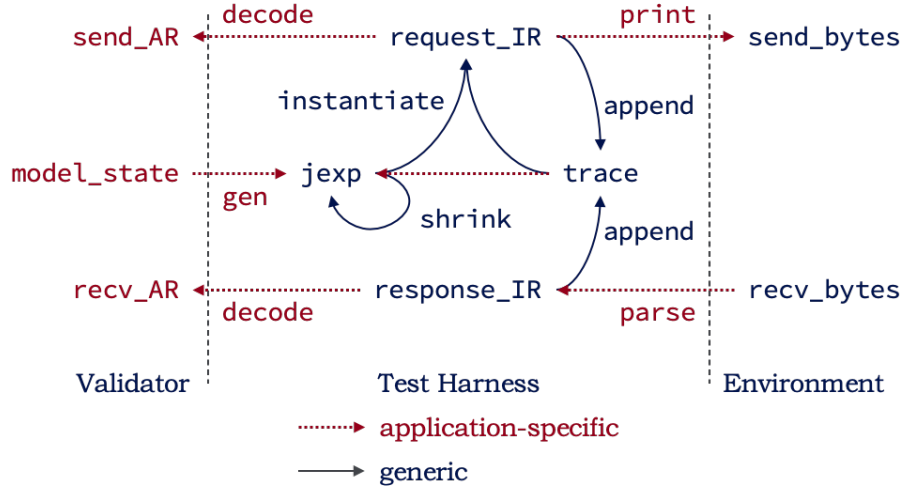 decode
print
send_AR
request_IR
send_bytes
instantiate
append
model_state
jexp
trace
gen
shrink
append
recv_AR
response_IR
recv_bytes
decode
parse
Validator
Test Harness
Environment
application-specific
generic